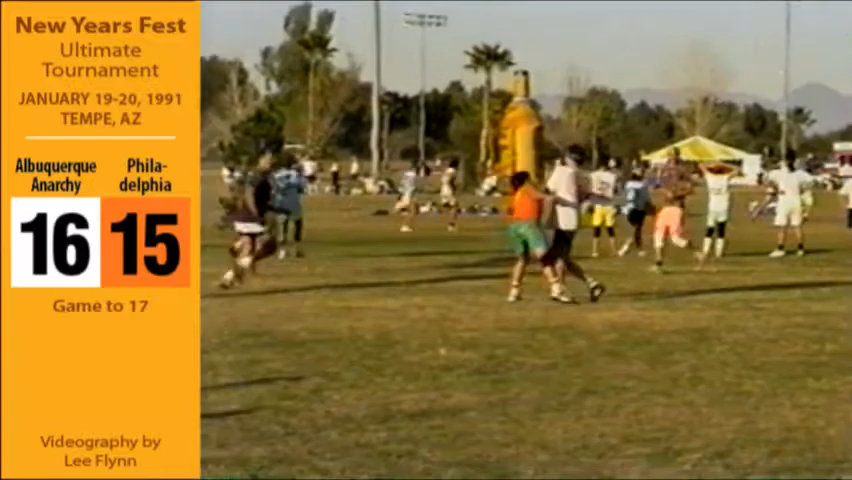 New Years Fest
Ultimate
Tournament
JANUARY 19-20, 1991
TEMPE, AZ
Albuquerque
Anarchy
Phila-
delphia
16
15
Game to 17
Videography by
Lee Flynn